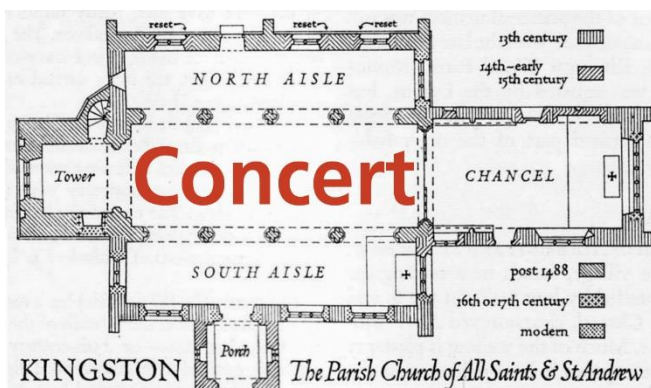 reset
reset
reset
13th century
14th–early
15th century
NORTH AISLE
Tower
Concert
CHANCEL
SOUTH AISLE
post 1488
16th or 17th century
modern
Porch
KINGSTON
The Parish Church of All Saints & St Andrew